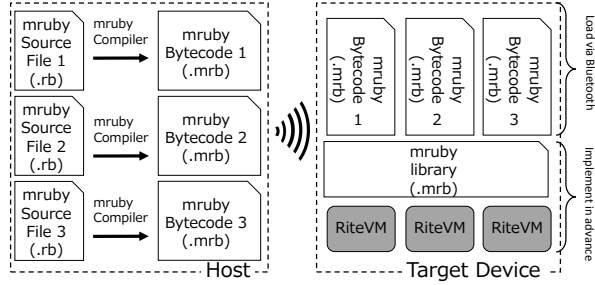 mruby
Source
File 1
(.rb)
mruby
Compiler
mruby
Bytecode 1
(.mrb)
mruby
Source
File 2
(.rb)
mruby
Compiler
mruby
Bytecode 2
(.mrb)
mruby
Source
File 3
(.rb)
mruby
Compiler
mruby
Bytecode 3
(.mrb)
Host
mruby
Bytecode
(.mrb)
1
mruby
Bytecode
(.mrb)
2
mruby
Bytecode
(.mrb)
3
mruby
library
(.mrb)
RiteVM
RiteVM
RiteVM
Target Device
Load via Bluetooth
Implement in advance